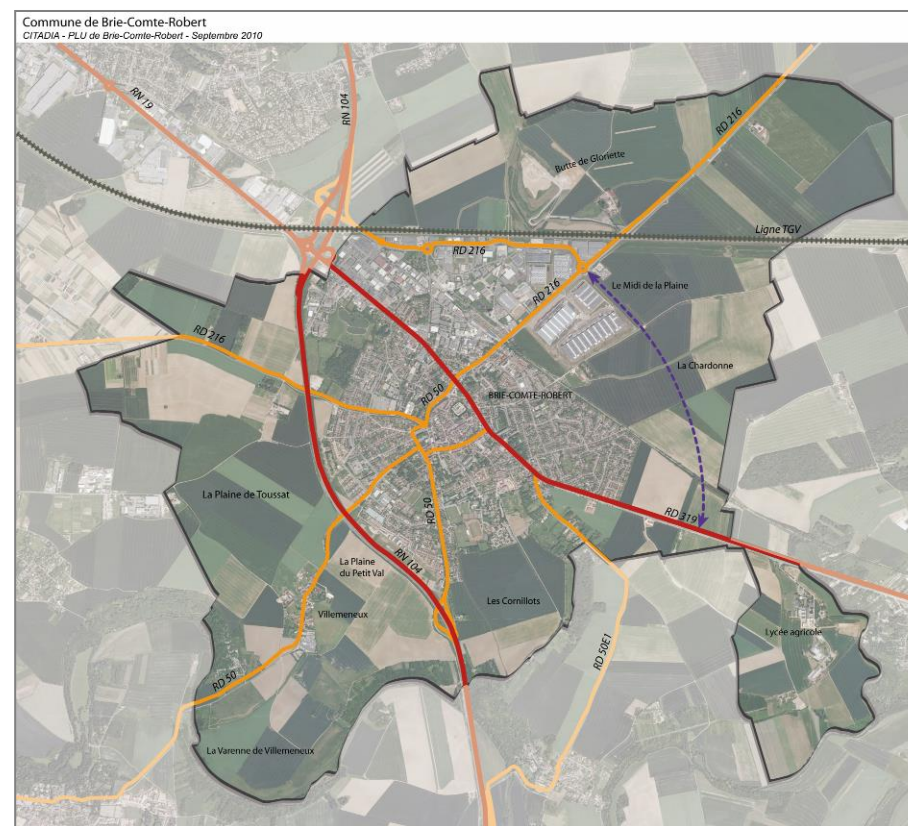 Commune de Brie-Comte-Robert
CITADIA - PLU de Brie-Comte-Robert - Septembre 2010
RN 19
RN 104
RD 216
Butte de Gloriette
Ligne TGV
RD 216
Le Midi de la Plaine
RD 216
RD 216
La Chardonne
RD 50
BRIE-COMTE-ROBERT
La Plaine de Toussat
RD 50
RD 319
La Plaine
du Petit Val
RN 104
Les Cornillots
Villemeneux
Lycée agricole
RD 50E1
RD 50
La Varenne de Villemeneux